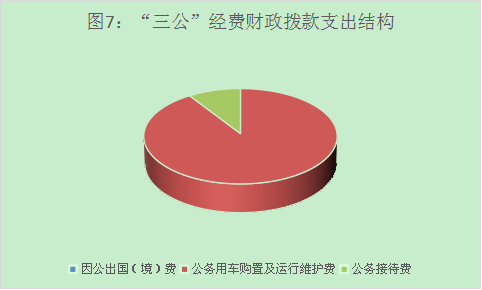 图7：“三公”经费财政拨款支出结构
因公出国（境）费 公务用车购置及运行维护费 公务接待费